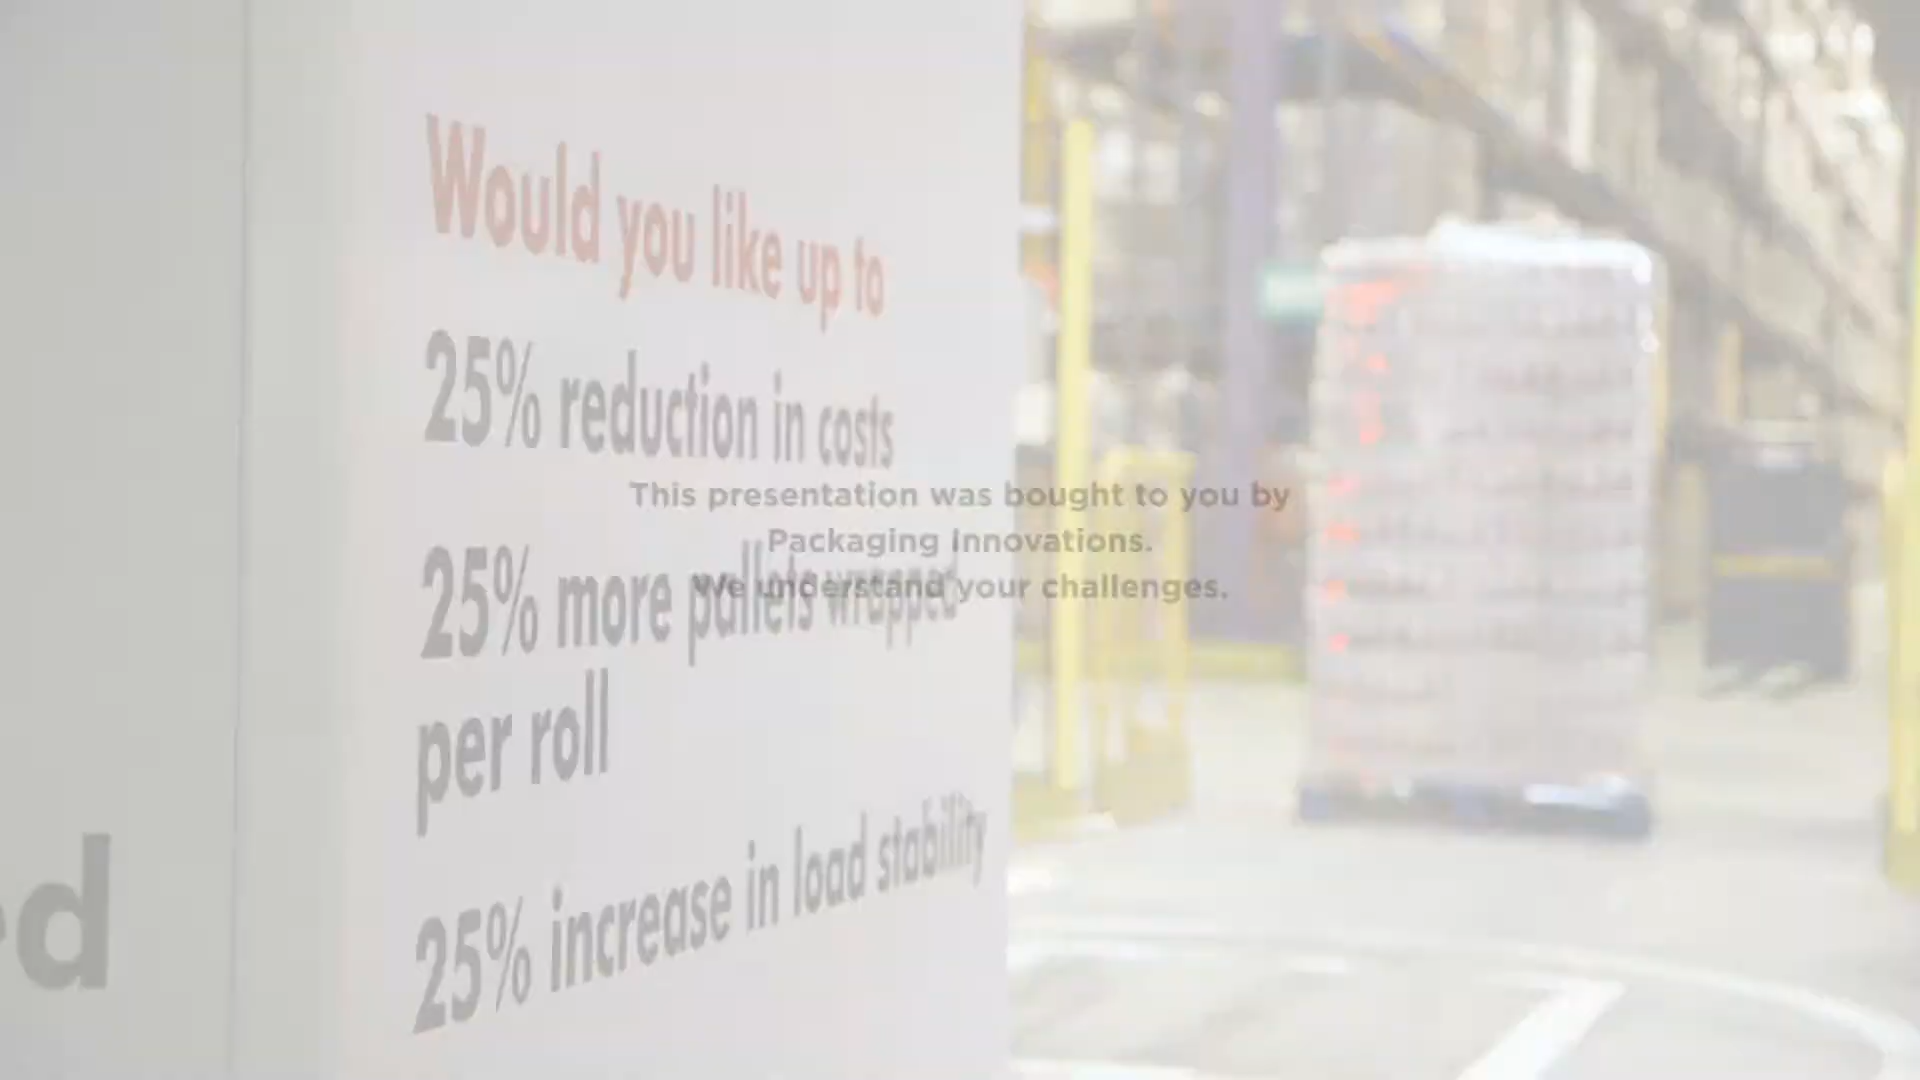 Would you like up to
25% reduction in costs
25% more pallets wrapped
per roll
25% increase in load stability
This presentation was bought to you by
Packaging Innovations.
We understand your challenges.